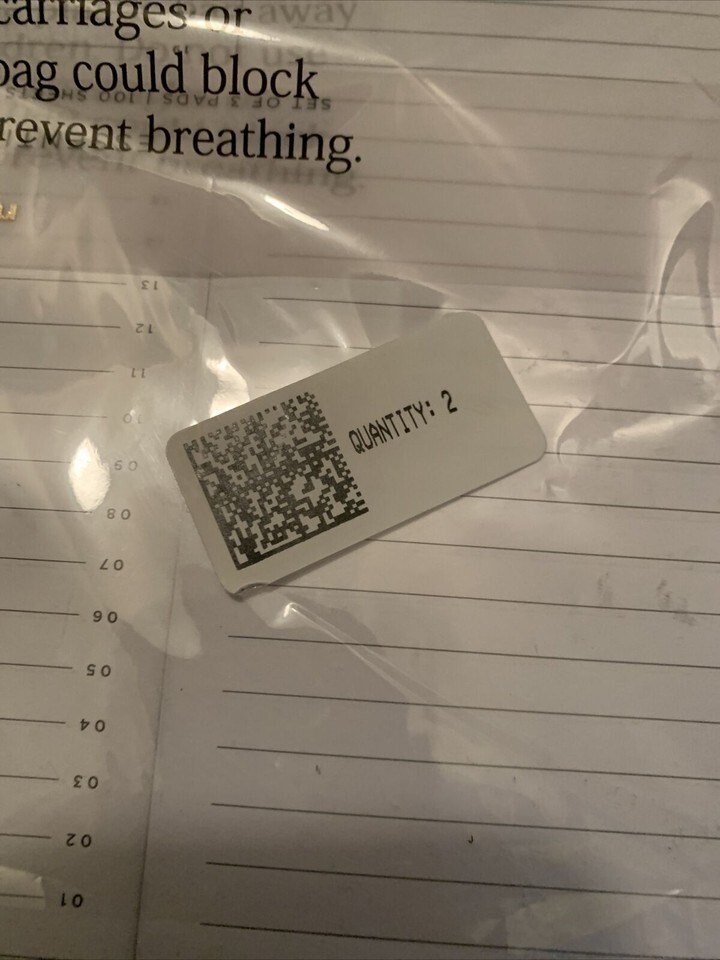 carriages or
bag could block
prevent breathing.
SET OF 3 PADS | 100 SHEETS
QUANTITY: 2
13
12
11
10
09
08
07
06
05
04
03
02
01